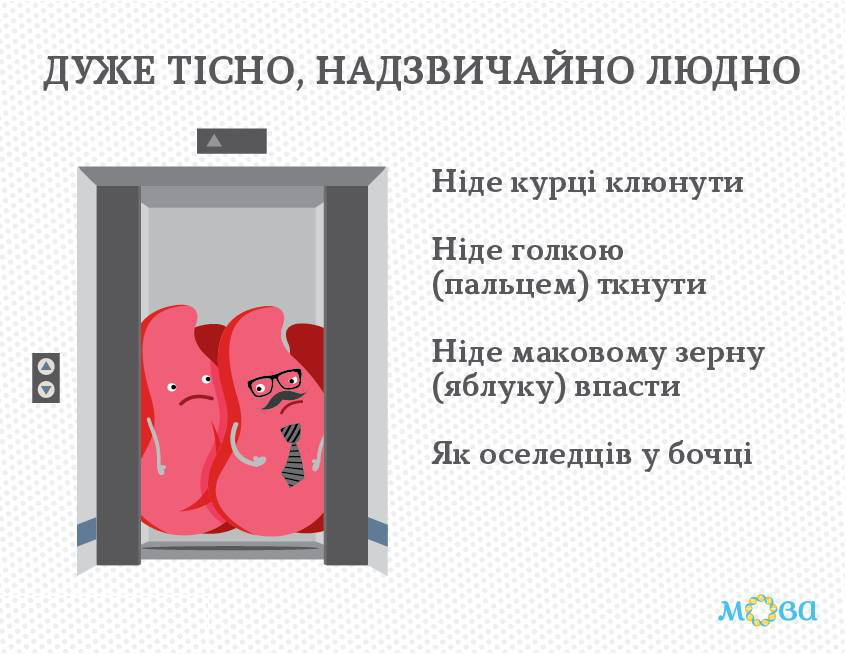 ДУЖЕ ТІСНО, НАДЗВИЧАЙНО ЛЮДНО
Ніде курці клюнути
Ніде голкою
(пальцем) ткнути
Ніде маковому зерну
(яблуку) впасти
Як оселедців у бочці
мова